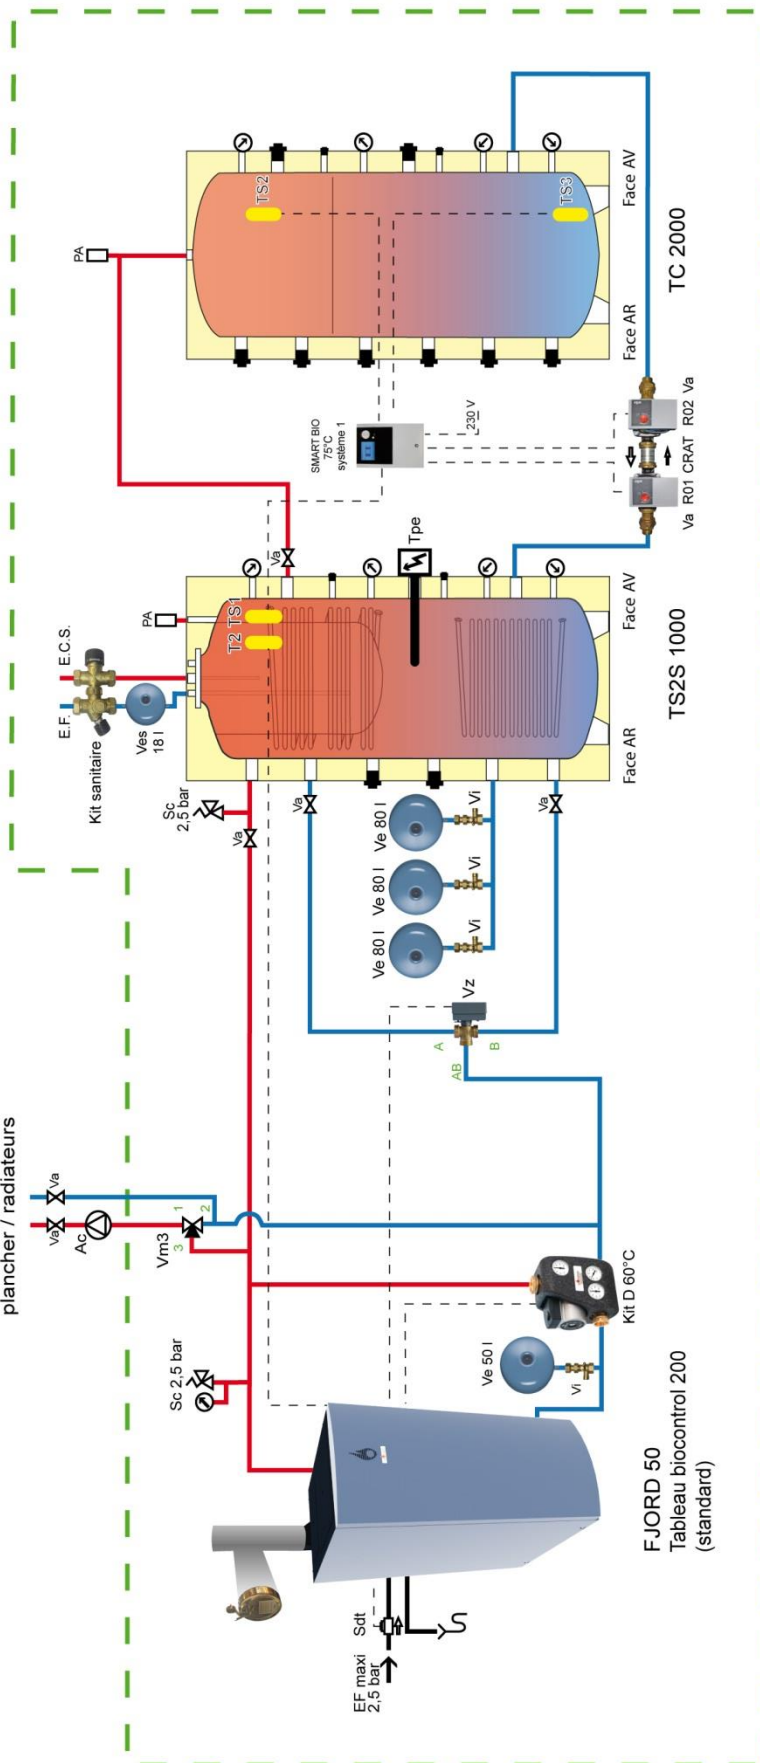 plancher / radiateurs
Va
Va
Ac
Vm3
1
2
3
Sc 2,5 bar
EF maxi
2,5 bar
Sdt
FJORD 50
Tableau biocontrol 200
(standard)
Ve 50 l
Vi
Kit D 60°C
AB
A
B
Vz
Ve 80 l
Ve 80 l
Ve 80 l
Vi
Vi
Vi
Va
Va
Va
Sc
2,5 bar
Kit sanitaire
E.F.
E.C.S.
Ves
18 l
PA
T2
TS1
Tpe
Va
Face AR
Face AV
TS2S 1000
SMART BIO
75°C
système 1
230 V
Va
R01
CRAT
R02
Va
PA
TS2
TS3
Face AR
Face AV
TC 2000